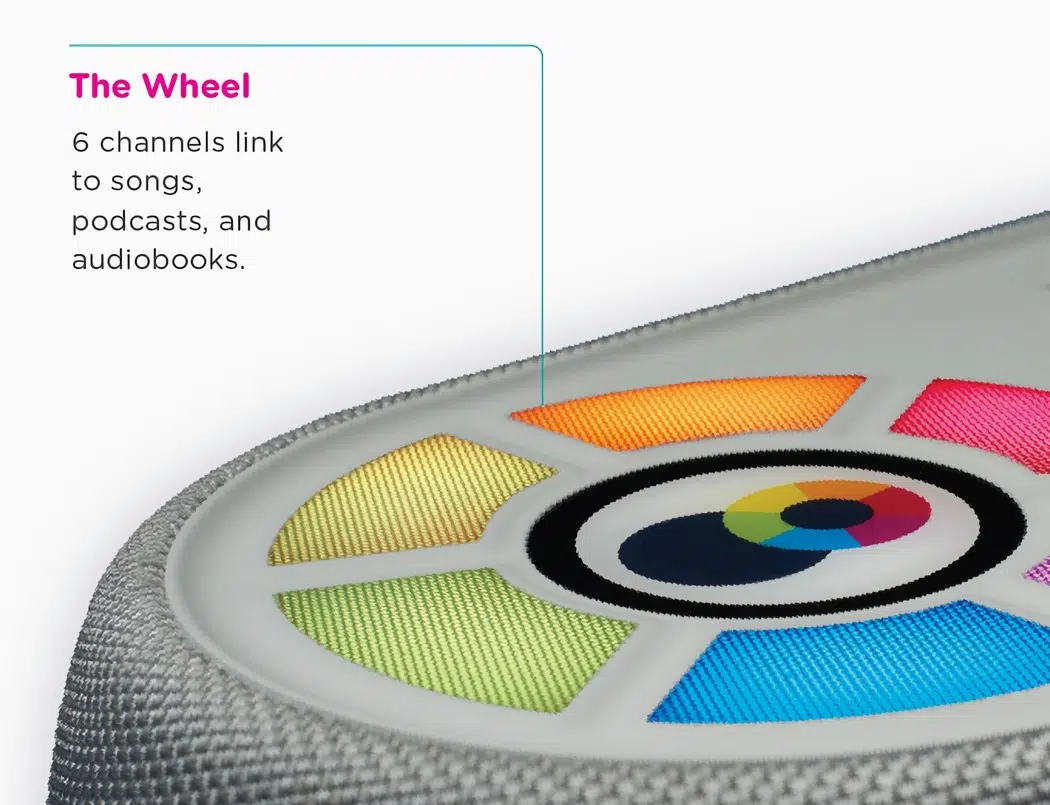 The Wheel
6 channels link
to songs,
podcasts, and
audiobooks.